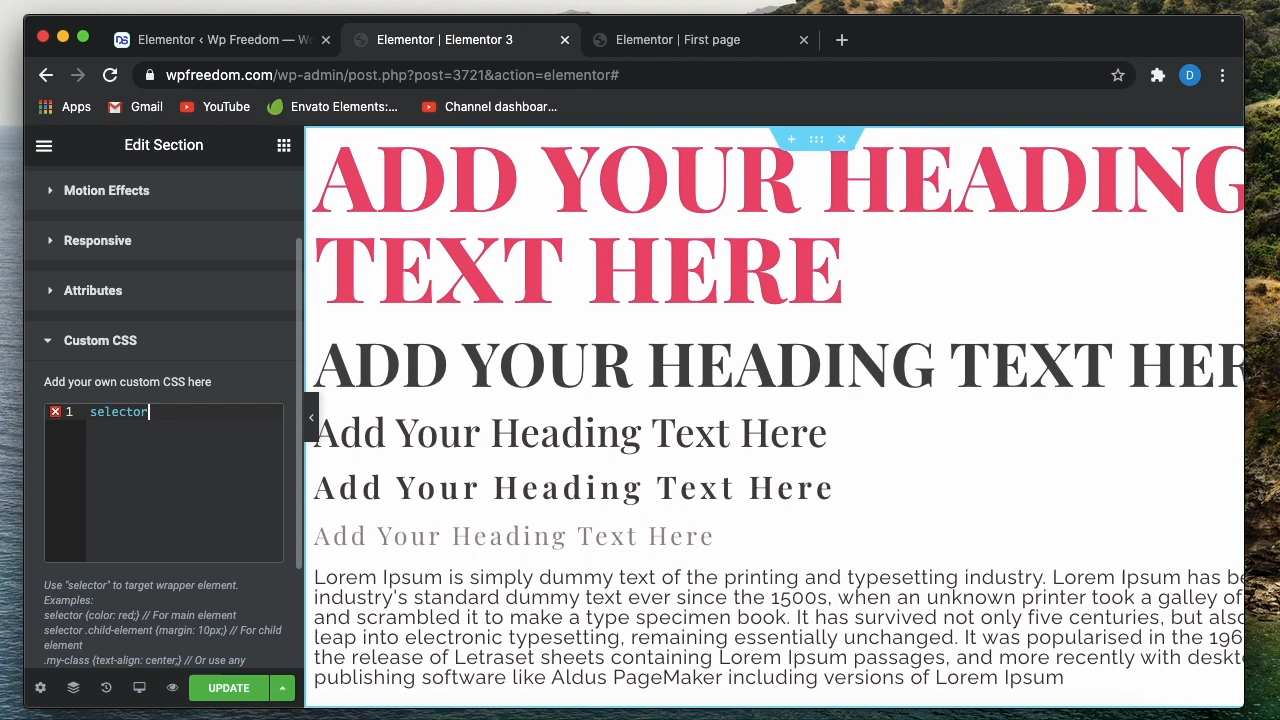 Elementor ‹ Wp Freedom — W
Elementor | Elementor 3
Elementor | First page
wpfreedom.com/wp-admin/post.php?post=3721&action=elementor#
D
Apps
Gmail
YouTube
Envato Elements:...
Channel dashboar...
Edit Section
Motion Effects
Responsive
Attributes
Custom CSS
Add your own custom CSS here
1 selector
Use "selector" to target wrapper element.
Examples:
selector {color: red;} // For main element
selector .child-element {margin: 10px;} // For child
element
.my-class {text-align: center;} // Or use any
UPDATE
ADD YOUR HEADING
TEXT HERE
ADD YOUR HEADING TEXT HER
Add Your Heading Text Here
Add Your Heading Text Here
Add Your Heading Text Here
Lorem Ipsum is simply dummy text of the printing and typesetting industry. Lorem Ipsum has be
industry's standard dummy text ever since the 1500s, when an unknown printer took a galley of
and scrambled it to make a type specimen book. It has survived not only five centuries, but also
leap into electronic typesetting, remaining essentially unchanged. It was popularised in the 196
the release of Letraset sheets containing Lorem Ipsum passages, and more recently with deskto
publishing software like Aldus PageMaker including versions of Lorem Ipsum